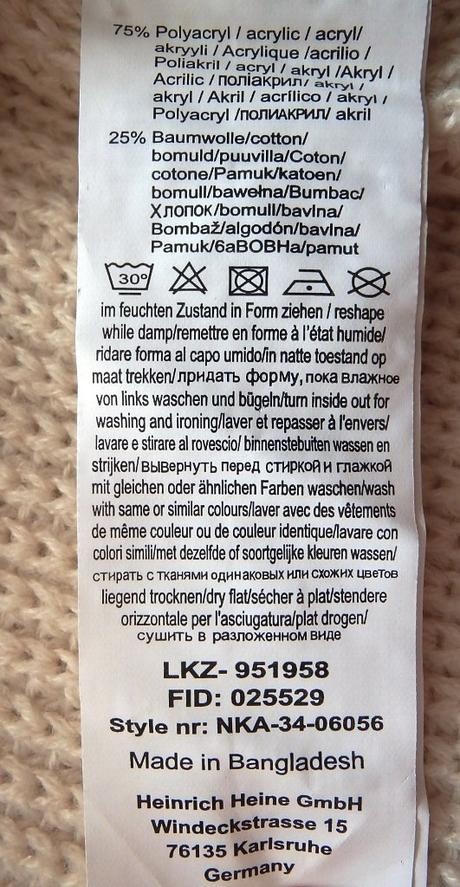 75% Polyacryl / acrylic / acryl/
akryyli / Acrylique /acrilio /
Poliakril / acryl / akryl /Akryl /
Acrilic /поліакрил/ akryl /
akryl / Akril / acrílico / akryl /
Polyacryl /полиакрил/ akril
25% Baumwolle/cotton/
bomuld/puuvilla/Coton/
cotone/Pamuk/katoen/
bomull/bawełna/Bumbac/
Хлопок/bomull/bavlna/
Bombaž/algodón/bavlna/
Pamuk/6aBOBHa/pamut
30°
im feuchten Zustand in Form ziehen / reshape
while damp/remettre en forme à l'état humide/
ridare forma al capo umido/in natte toestand op
maat trekken/придать форму, пока влажное
von links waschen und bügeln/turn inside out for
washing and ironing/laver et repasser à l'envers/
lavare e stirare al rovescio/ binnenstebuiten wassen en
strijken/вывернуть перед стиркой и глажкой
mit gleichen oder ähnlichen Farben waschen/wash
with same or similar colours/laver avec des vêtements
de même couleur ou de couleur identique/lavare con
colori simili/met dezelfde of soortgelijke kleuren wassen/
стирать с тканями одинаковых или схожих цветов
liegend trocknen/dry flat/sécher à plat/stendere
orizzontale per l'asciugatura/plat drogen/
сушить в разложенном виде
LKZ- 951958
FID: 025529
Style nr: NKA-34-06056
Made in Bangladesh
Heinrich Heine GmbH
Windeckstrasse 15
76135 Karlsruhe
Germany